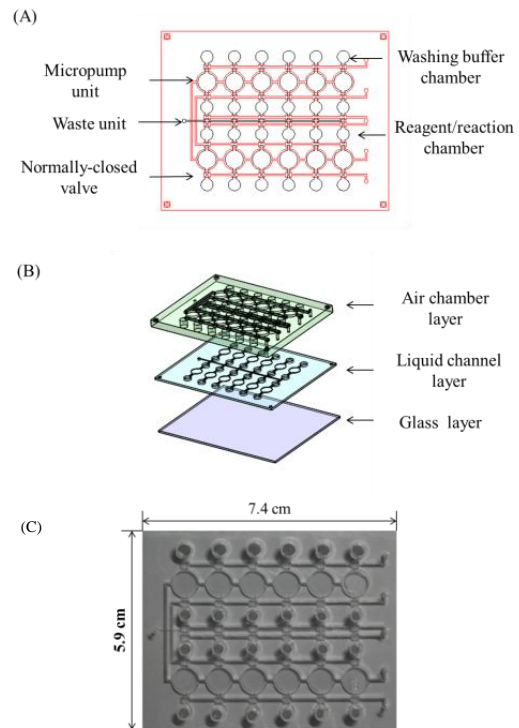 (A)
Micropump
unit
Waste unit
Normally-closed
valve
Washing buffer
chamber
Reagent/reaction
chamber
(B)
Air chamber
layer
Liquid channel
layer
Glass layer
(C)
7.4 cm
5.9 cm